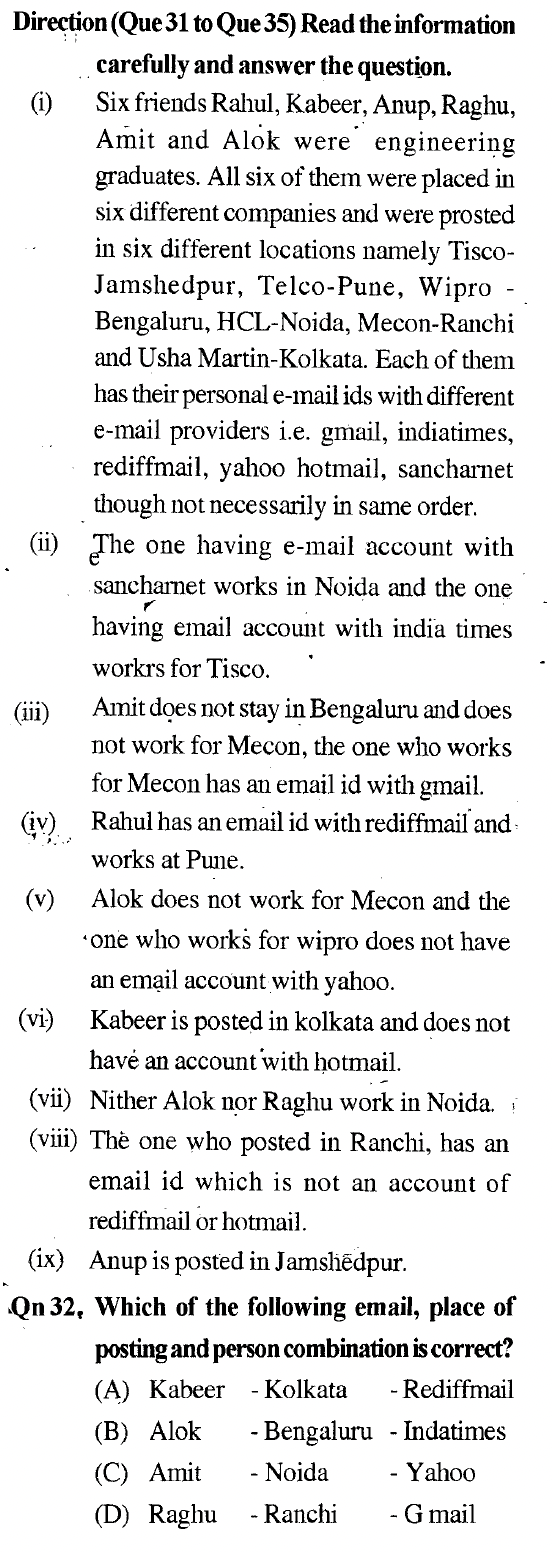 Direction (Que 31 to Que 35) Read the information
carefully and answer the question.
(i) Six friends Rahul, Kabeer, Anup, Raghu,
Amit and Alok were engineering
graduates. All six of them were placed in
six different companies and were prosted
in six different locations namely Tisco-
Jamshedpur, Telco-Pune, Wipro -
Bengaluru, HCL-Noida, Mecon-Ranchi
and Usha Martin-Kolkata. Each of them
has their personal e-mail ids with different
e-mail providers i.e. gmail, indiatimes,
rediffmail, yahoo hotmail, sancharnet
though not necessarily in same order.
(ii) The one having e-mail account with
sancharnet works in Noida and the one
having email account with india times
workrs for Tisco.
(iii) Amit does not stay in Bengaluru and does
not work for Mecon, the one who works
for Mecon has an email id with gmail.
(iv) Rahul has an email id with rediffmail and
works at Pune.
(v) Alok does not work for Mecon and the
one who works for wipro does not have
an email account with yahoo.
(vi) Kabeer is posted in kolkata and does not
have an account with hotmail.
(vii) Nither Alok nor Raghu work in Noida.
(viii) The one who posted in Ranchi, has an
email id which is not an account of
rediffmail or hotmail.
(ix) Anup is posted in Jamshedpur.
Qn 32, Which of the following email, place of
posting and person combination is correct?
(A) Kabeer - Kolkata - Rediffmail
(B) Alok - Bengaluru - Indatimes
(C) Amit - Noida - Yahoo
(D) Raghu - Ranchi - G mail